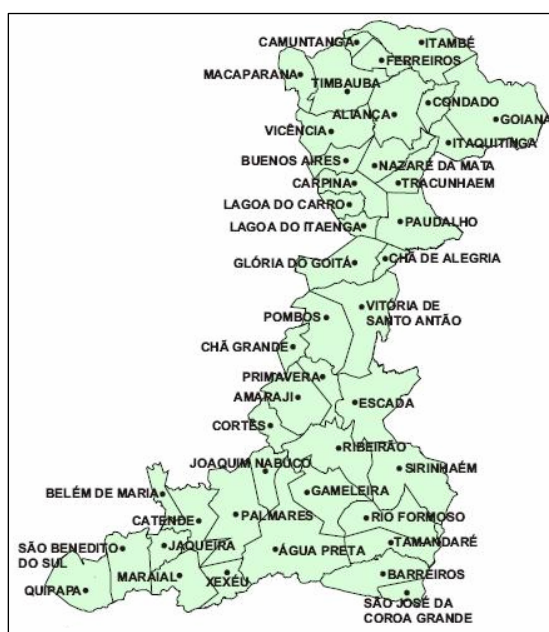 CAMUNTANGA
ITAMBÉ
FERREIROS
MACAPARANA
TIMBAUBA
CONDADO
ALIANÇA
GOIANA
VICÊNCIA
ITAQUITINGA
BUENOS AIRES
NAZARÉ DA MATA
CARPINA
TRACUNHAEM
LAGOA DO CARRO
PAUDALHO
LAGOA DO ITAENGA
GLÓRIA DO GOITÁ
CHÃ DE ALEGRIA
VITÓRIA DE
SANTO ANTÃO
POMBOS
CHÃ GRANDE
PRIMAVERA
AMARAJI
ESCADA
CORTÊS
RIBEIRÃO
JOAQUIM NABUCO
SIRINHAÉM
BELÉM DE MARIA
GAMELEIRA
CATENDE
PALMARES
RIO FORMOSO
SÃO BENEDITO
DO SUL
JAQUEIRA
ÁGUA PRETA
TAMANDARÉ
MARAIAL
XEXÉU
BARREIROS
QUIPAPA
SÃO JOSÉ DA
COROA GRANDE